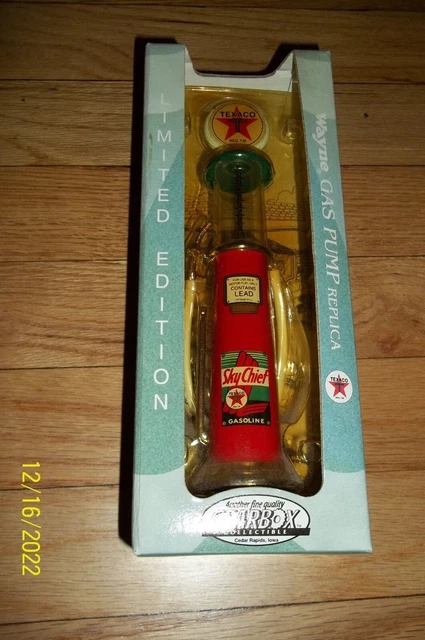 LIMITED EDITION
Wayne GAS PUMP REPLICA
TEXACO
CONTAINS
LEAD
Sky Chief
GASOLINE
TEXACO
Another fine quality
GEARBOX
COLLECTIBLE
Cedar Rapids, Iowa
12/16/2022